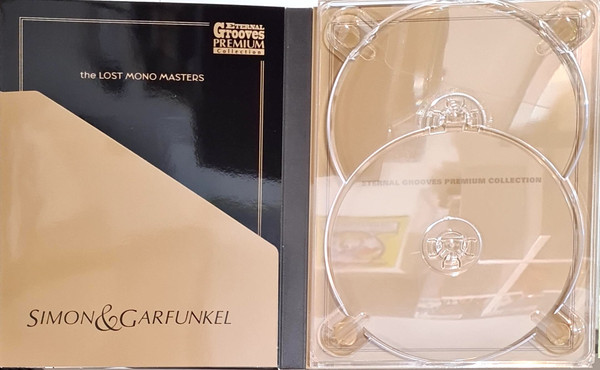 ETERNAL
GROOVES
PREMIUM
Collection
the LOST MONO MASTERS
SIMON&GARFUNKEL
ETERNAL GROOVES PREMIUM COLLECTION